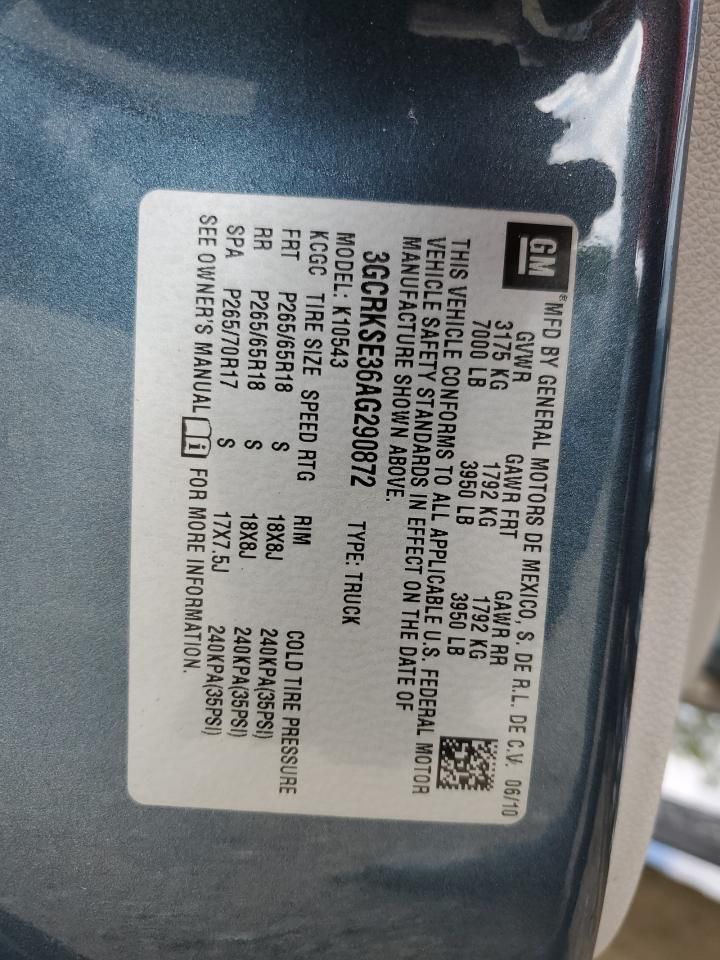 GM ® MFD BY GENERAL MOTORS DE MEXICO, S. DE R.L. DE C.V. 06/10
GVWR GAWR FRT GAWR RR
3175 KG 1792 KG 1792 KG
7000 LB 3950 LB 3950 LB
THIS VEHICLE CONFORMS TO ALL APPLICABLE U.S. FEDERAL MOTOR
VEHICLE SAFETY STANDARDS IN EFFECT ON THE DATE OF
MANUFACTURE SHOWN ABOVE.
3GCRKSE36AG290872 TYPE: TRUCK
MODEL: K10543
KCGC TIRE SIZE SPEED RTG RIM COLD TIRE PRESSURE
FRT P265/65R18 S 18X8J 240KPA(35PSI)
RR P265/65R18 S 18X8J 240KPA(35PSI)
SPA P265/70R17 S 17X7.5J 240KPA(35PSI)
SEE OWNER'S MANUAL i FOR MORE INFORMATION.